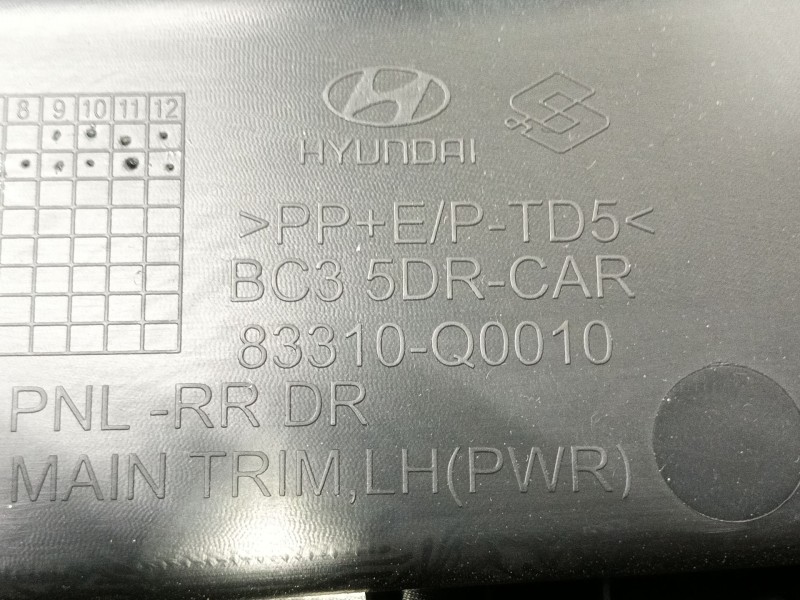 8 9 10 11 12
HYUNDAI
>PP+E/P-TD5<
BC3 5DR-CAR
83310-Q0010
PNL -RR DR
MAIN TRIM,LH(PWR)